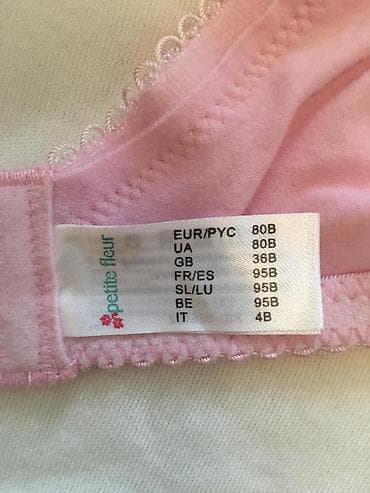 petite fleur
EUR/PYC 80B
UA 80B
GB 36B
FR/ES 95B
SL/LU 95B
BE 95B
IT 4B